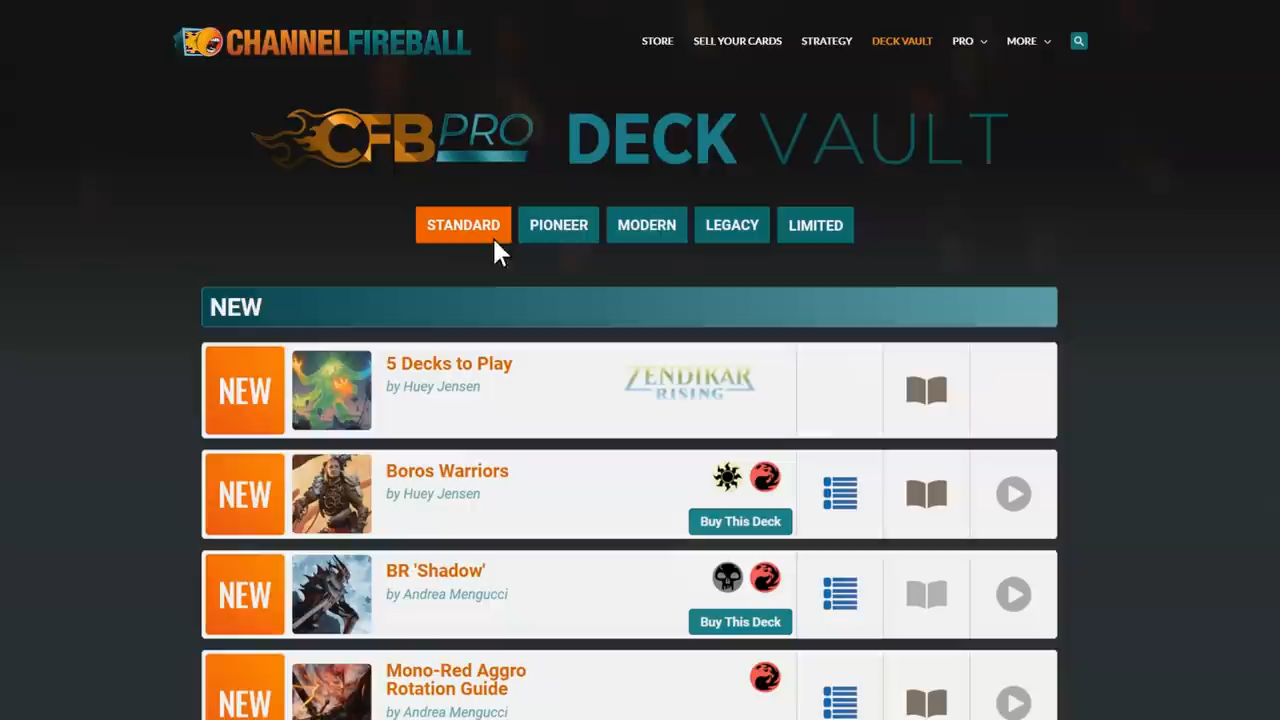 CHANNELFIREBALL
STORE SELL YOUR CARDS STRATEGY DECK VAULT PRO MORE
CFB PRO DECK VAULT
STANDARD PIONEER MODERN LEGACY LIMITED
NEW
NEW
5 Decks to Play
by Huey Jensen
ZENDIKAR
RISING
NEW
Boros Warriors
by Huey Jensen
Buy This Deck
NEW
BR 'Shadow'
by Andrea Mengucci
Buy This Deck
NEW
Mono-Red Aggro
Rotation Guide
by Andrea Mengucci